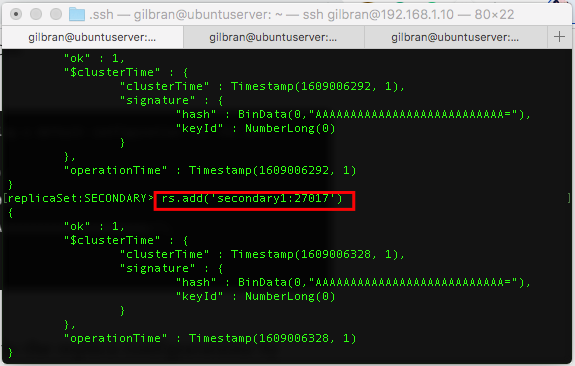 .ssh — gilbran@ubuntuserver: ~ — ssh gilbran@192.168.1.10 — 80×22
gilbran@ubuntuserver:... gilbran@ubuntuserver:... gilbran@ubuntuserver:... +
"ok" : 1,
"$clusterTime" : {
"clusterTime" : Timestamp(1609006292, 1),
"signature" : {
"hash" : BinData(0,"AAAAAAAAAAAAAAAAAAAAAAAAAAA="),
"keyId" : NumberLong(0)
}
},
"operationTime" : Timestamp(1609006292, 1)
}
[replicaSet:SECONDARY> rs.add('secondary1:27017') ]
{
"ok" : 1,
"$clusterTime" : {
"clusterTime" : Timestamp(1609006328, 1),
"signature" : {
"hash" : BinData(0,"AAAAAAAAAAAAAAAAAAAAAAAAAAA="),
"keyId" : NumberLong(0)
}
},
"operationTime" : Timestamp(1609006328, 1)
}